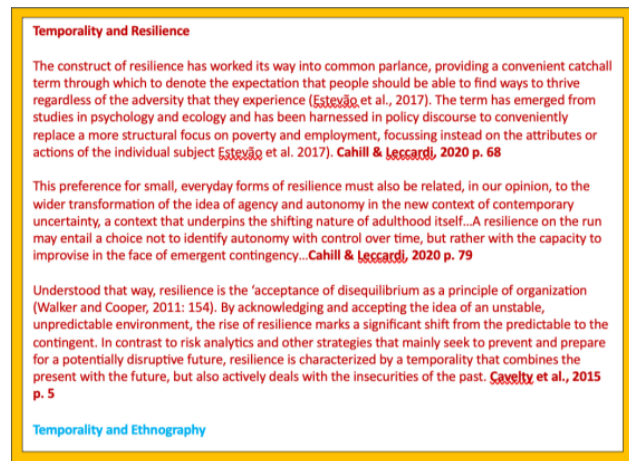 Temporality and Resilience
The construct of resilience has worked its way into common parlance, providing a convenient catchall
term through which to denote the expectation that people should be able to find ways to thrive
regardless of the adversity that they experience (Estevão et al., 2017). The term has emerged from
studies in psychology and ecology and has been harnessed in policy discourse to conveniently
replace a more structural focus on poverty and employment, focussing instead on the attributes or
actions of the individual subject Estevão et al. 2017). Cahill & Leccardi, 2020 p. 68
This preference for small, everyday forms of resilience must also be related, in our opinion, to the
wider transformation of the idea of agency and autonomy in the new context of contemporary
uncertainty, a context that underpins the shifting nature of adulthood itself...A resilience on the run
may entail a choice not to identify autonomy with control over time, but rather with the capacity to
improvise in the face of emergent contingency...Cahill & Leccardi, 2020 p. 79
Understood that way, resilience is the ‘acceptance of disequilibrium as a principle of organization
(Walker and Cooper, 2011: 154). By acknowledging and accepting the idea of an unstable,
unpredictable environment, the rise of resilience marks a significant shift from the predictable to the
contingent. In contrast to risk analytics and other strategies that mainly seek to prevent and prepare
for a potentially disruptive future, resilience is characterized by a temporality that combines the
present with the future, but also actively deals with the insecurities of the past. Cavelty et al., 2015
p. 5
Temporality and Ethnography